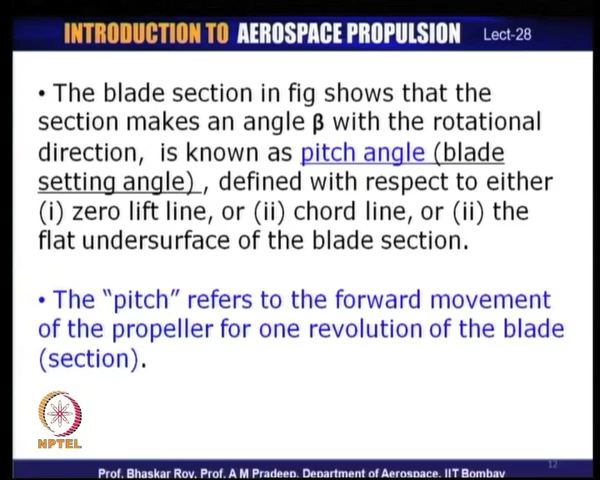 INTRODUCTION TO AEROSPACE PROPULSION Lect-28
• The blade section in fig shows that the
section makes an angle β with the rotational
direction, is known as pitch angle (blade
setting angle) , defined with respect to either
(i) zero lift line, or (ii) chord line, or (ii) the
flat undersurface of the blade section.
• The “pitch” refers to the forward movement
of the propeller for one revolution of the blade
(section).
NPTEL
12
Prof. Bhaskar Roy, Prof. A M Pradeep, Department of Aerospace, IIT Bombay